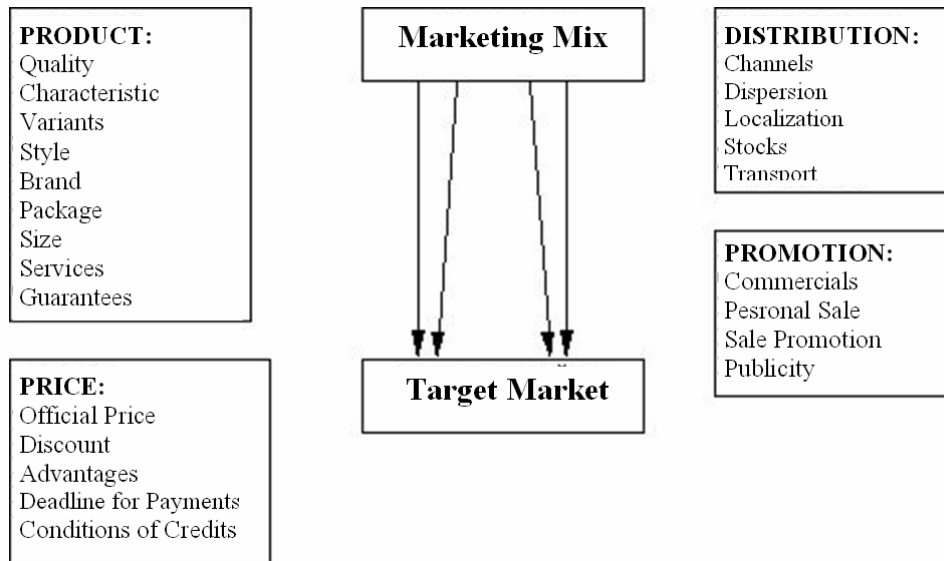 PRODUCT:
Quality
Characteristic
Variants
Style
Brand
Package
Size
Services
Guarantees
PRICE:
Official Price
Discount
Advantages
Deadline for Payments
Conditions of Credits
Marketing Mix
Target Market
DISTRIBUTION:
Channels
Dispersion
Localization
Stocks
Transport
PROMOTION:
Commercials
Pesronal Sale
Sale Promotion
Publicity